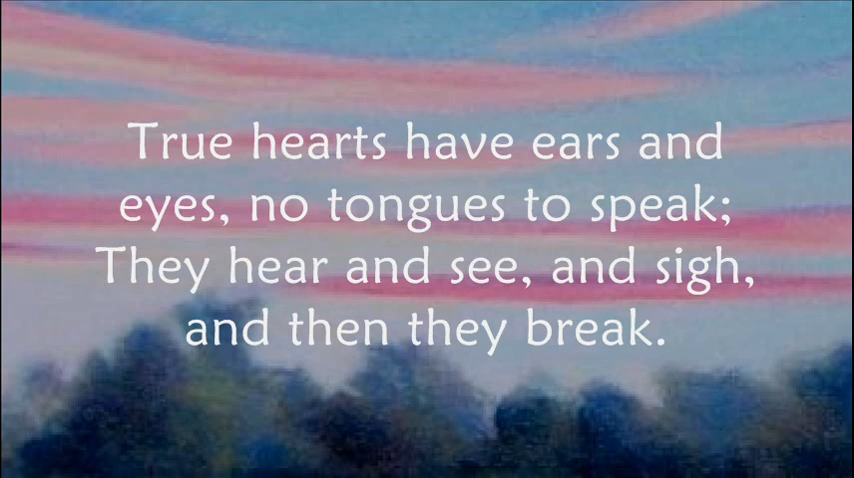 True hearts have ears and
eyes, no tongues to speak;
They hear and see, and sigh,
and then they break.